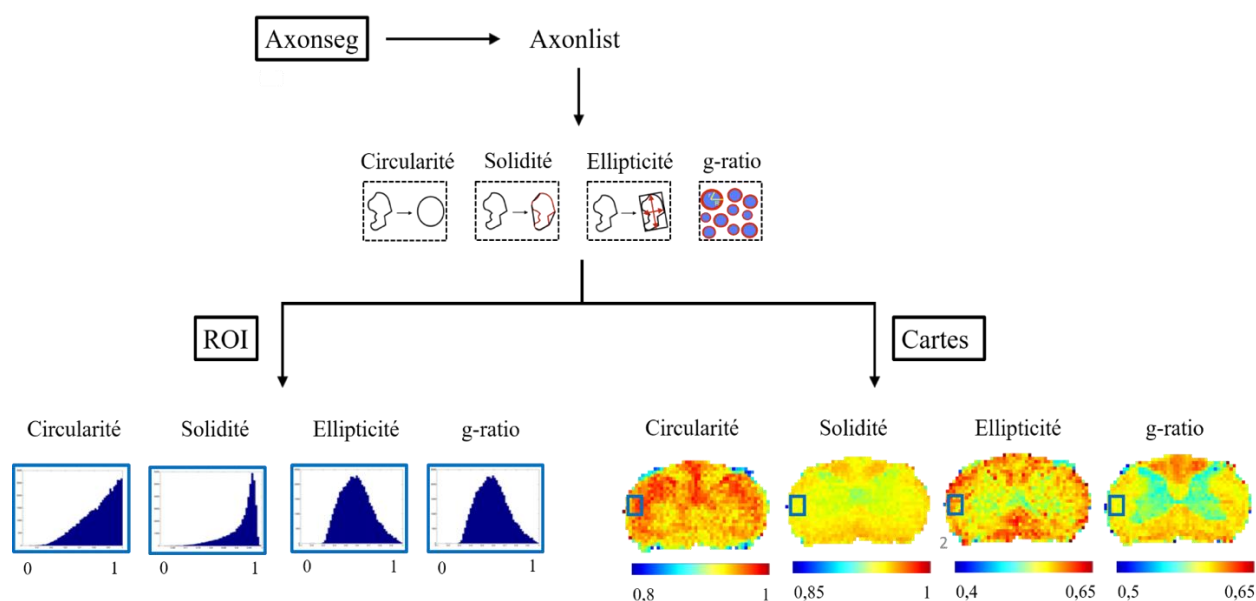 Axonseg
Axonlist
Circularité
Solidité
Ellipticité
g-ratio
ROI
Cartes
Circularité
Solidité
Ellipticité
g-ratio
0 1
0 1
0 1
0 1
Circularité
Solidité
Ellipticité
g-ratio
2
0,8 1
0,85 1
0,4 0,65
0,5 0,65